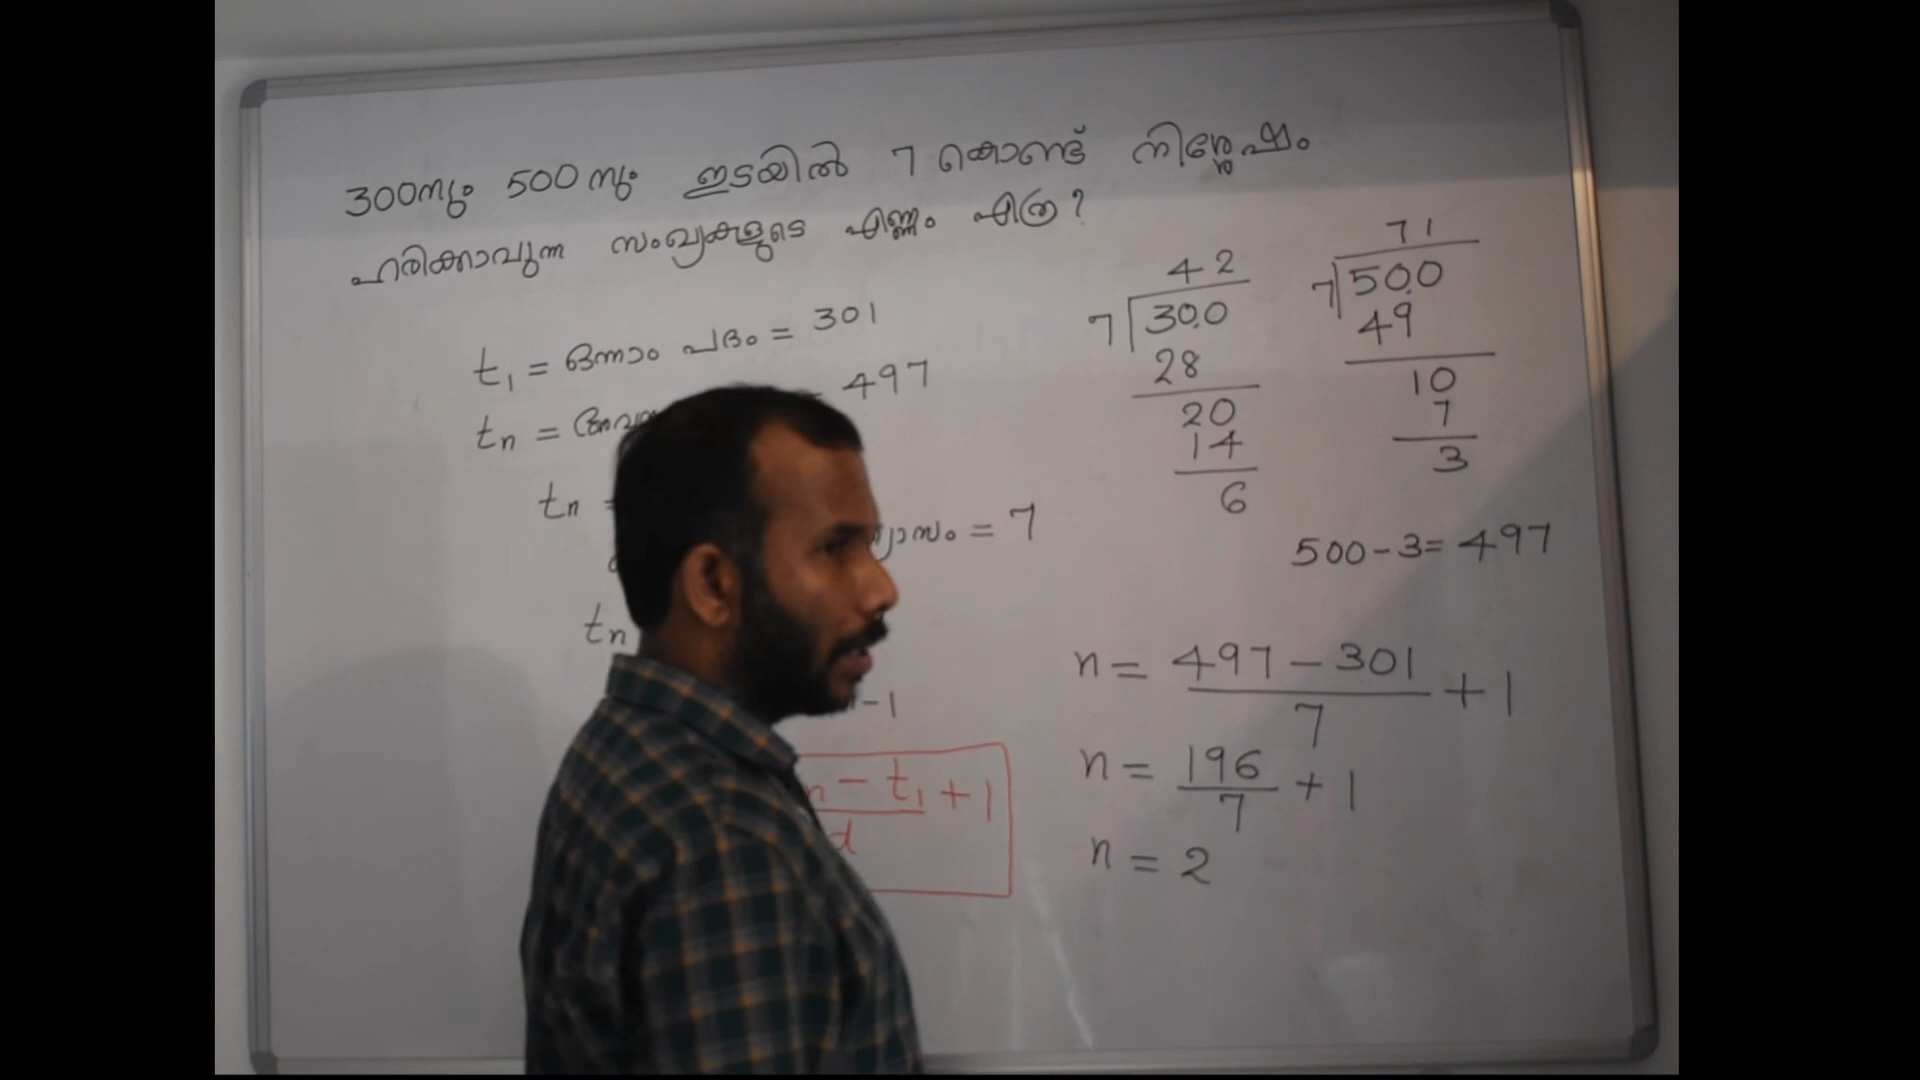 300നും 500നും ഇടയിൽ 7 കൊണ്ട് നിശ്ശേഷം
ഹരിക്കാവുന്ന സംഖ്യകളുടെ എണ്ണം എത്ര?
t₁ = ഒന്നാം പദം = 301
tₙ = = 497
tₙ =
= 7
tₙ
-1
n - t₁ + 1
d
42
7 300
28
20
14
6
71
7 500
49
10
7
3
500-3= 497
n = 497 - 301 + 1
7
n = 196 + 1
7
n = 2